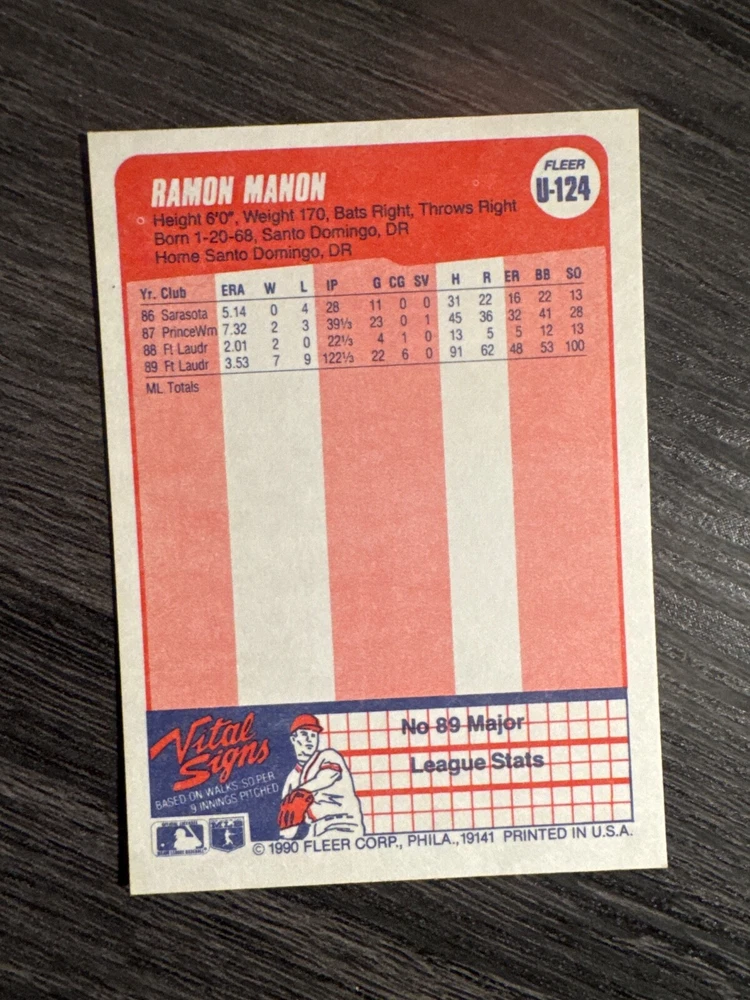 RAMON MANON
FLEER
U-124
Height 6'0", Weight 170, Bats Right, Throws Right
Born 1-20-68, Santo Domingo, DR
Home Santo Domingo, DR
Yr. Club ERA W L IP G CG SV H R ER BB SO
86 Sarasota 5.14 0 4 28 11 0 0 31 22 16 22 13
87 PrinceWm 7.32 2 3 39⅓ 23 0 1 45 36 32 41 28
88 Ft Laudr 2.01 2 0 22⅓ 4 1 0 13 5 5 12 13
89 Ft Laudr 3.53 7 9 122⅓ 22 6 0 91 62 48 53 100
ML Totals
Vital
Signs
BASED ON WALKS, SO PER
9 INNINGS PITCHED
No 89 Major
League Stats
© 1990 FLEER CORP., PHILA., 19141 PRINTED IN U.S.A.